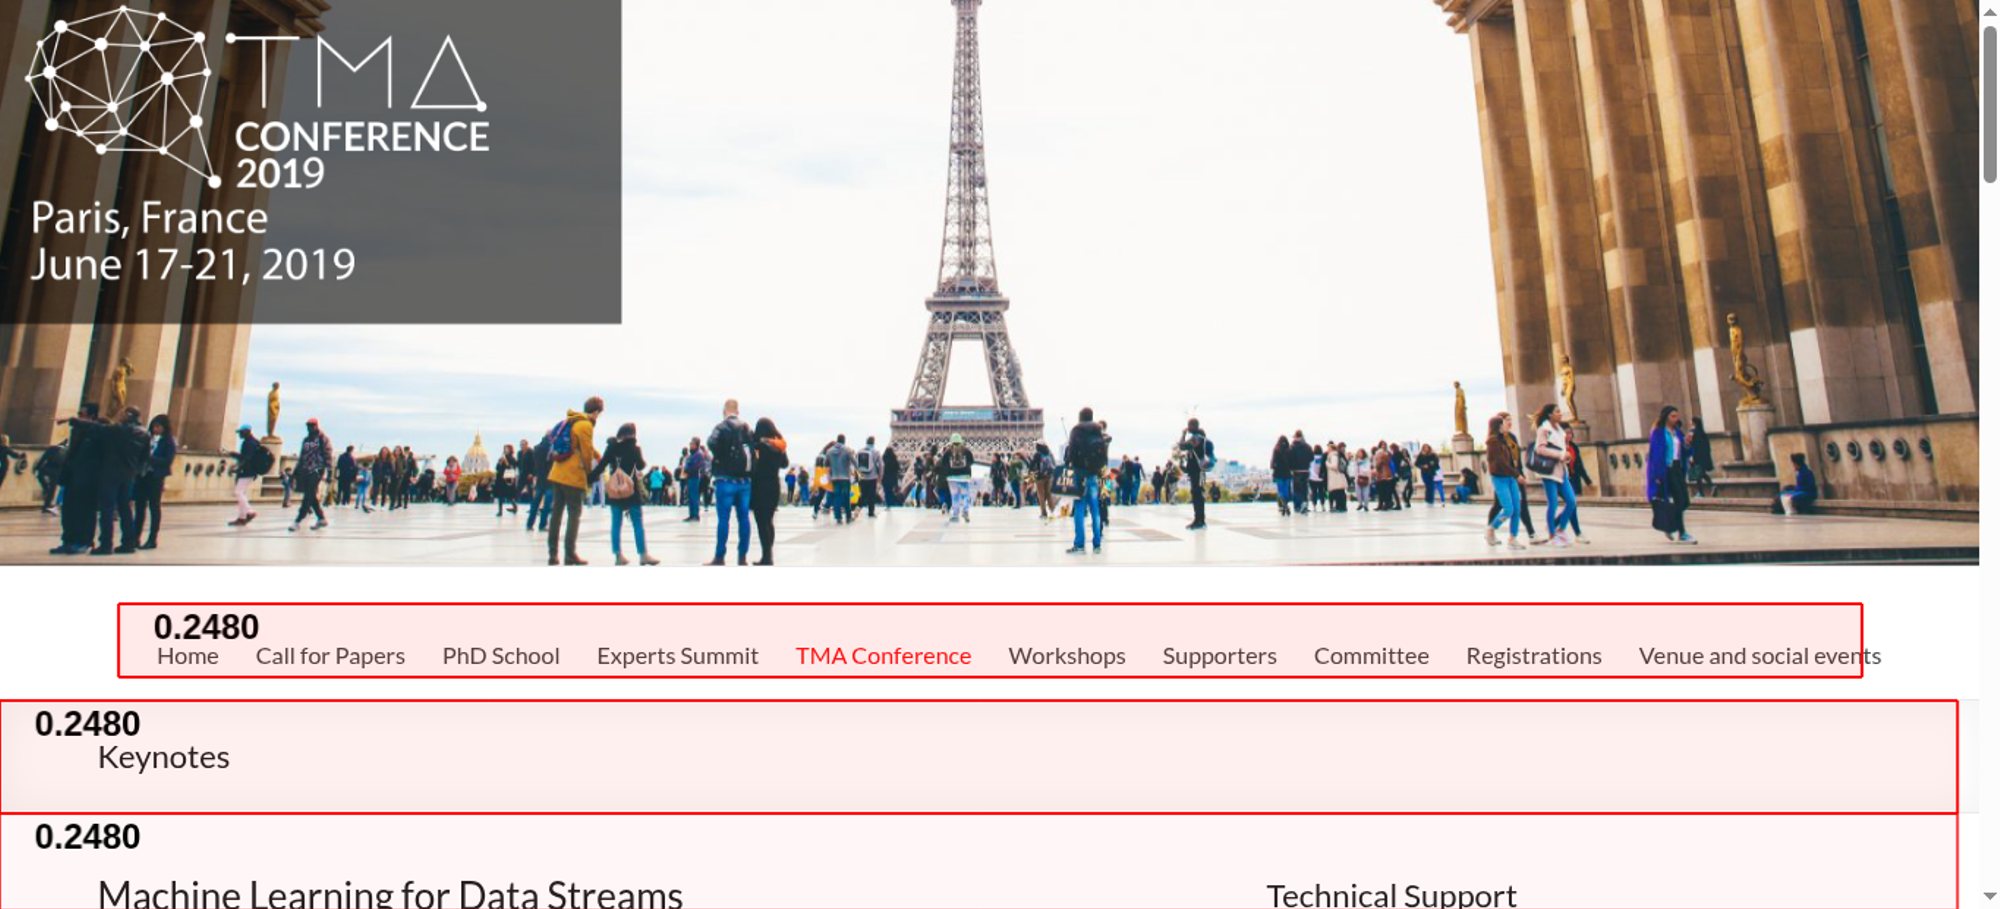 TMA
CONFERENCE
2019
Paris, France
June 17-21, 2019
0.2480
Home Call for Papers PhD School Experts Summit TMA Conference Workshops Supporters Committee Registrations Venue and social events
0.2480
Keynotes
0.2480
Machine Learning for Data Streams Technical Support